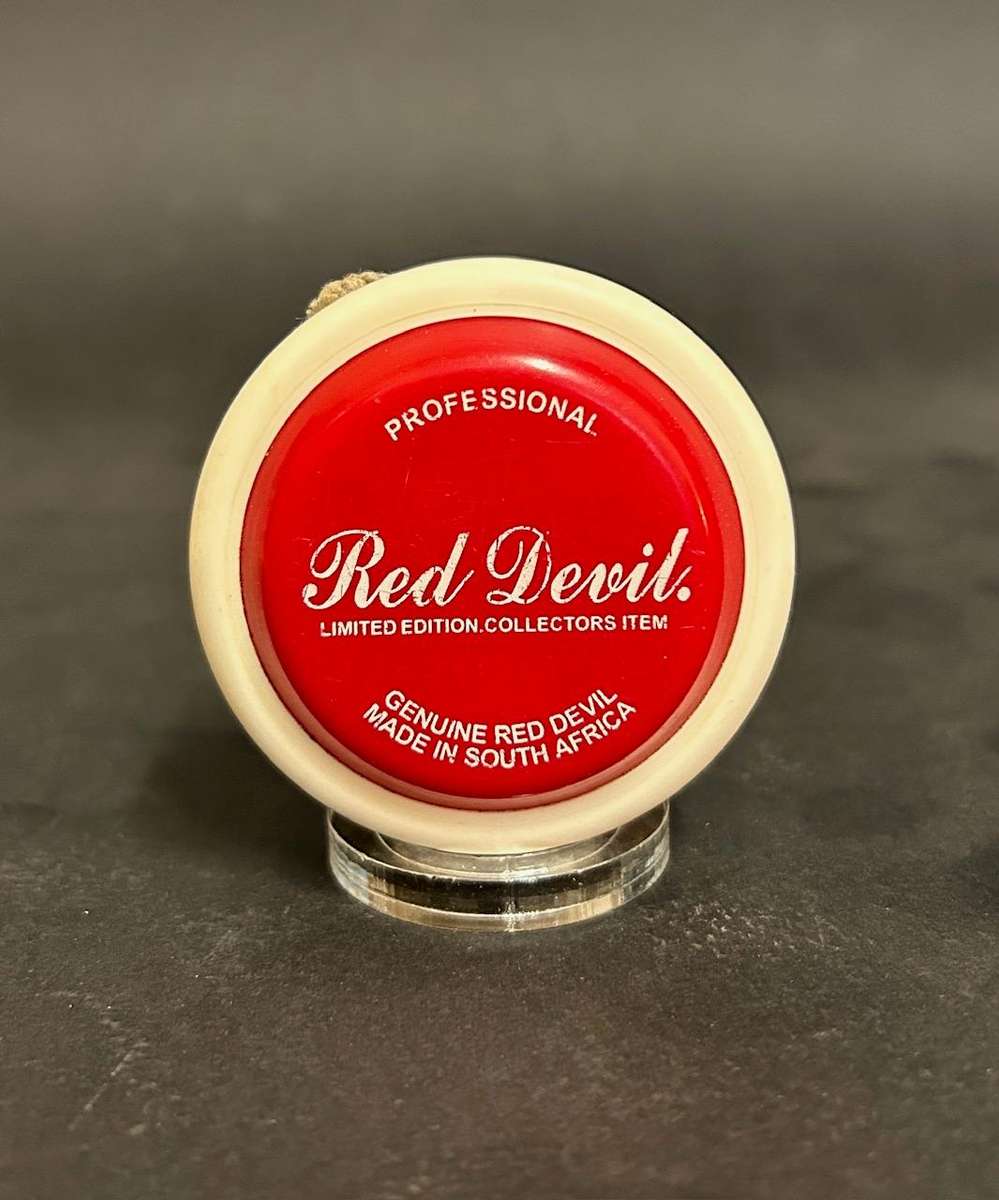 PROFESSIONAL
Red Devil.
LIMITED EDITION.COLLECTORS ITEM
GENUINE RED DEVIL
MADE IN SOUTH AFRICA